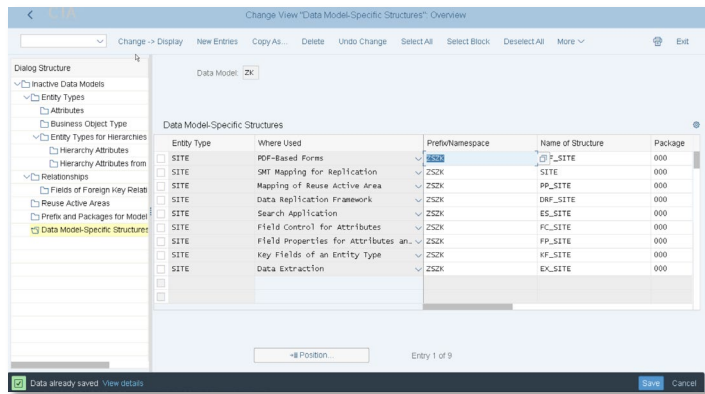 Change View "Data Model-Specific Structures": Overview
Change -> Display New Entries Copy As... Delete Undo Change Select All Select Block Deselect All More Exit
Dialog Structure
Inactive Data Models
Entity Types
Attributes
Business Object Type
Entity Types for Hierarchies
Hierarchy Attributes
Hierarchy Attributes from
Relationships
Fields of Foreign Key Relati
Reuse Active Areas
Prefix and Packages for Model
Data Model-Specific Structures
Data Model: ZK
Data Model-Specific Structures
Entity Type Where Used Prefix/Namespace Name of Structure Package
SITE PDF-Based Forms ZSZK F_SITE 000
SITE SMT Mapping for Replication ZSZK SITE 000
SITE Mapping of Reuse Active Area ZSZK PP_SITE 000
SITE Data Replication Framework ZSZK DRF_SITE 000
SITE Search Application ZSZK ES_SITE 000
SITE Field Control for Attributes ZSZK FC_SITE 000
SITE Field Properties for Attributes an… ZSZK FP_SITE 000
SITE Key Fields of an Entity Type ZSZK KF_SITE 000
SITE Data Extraction ZSZK EX_SITE 000
Position...
Entry 1 of 9
Data already saved View details Save Cancel